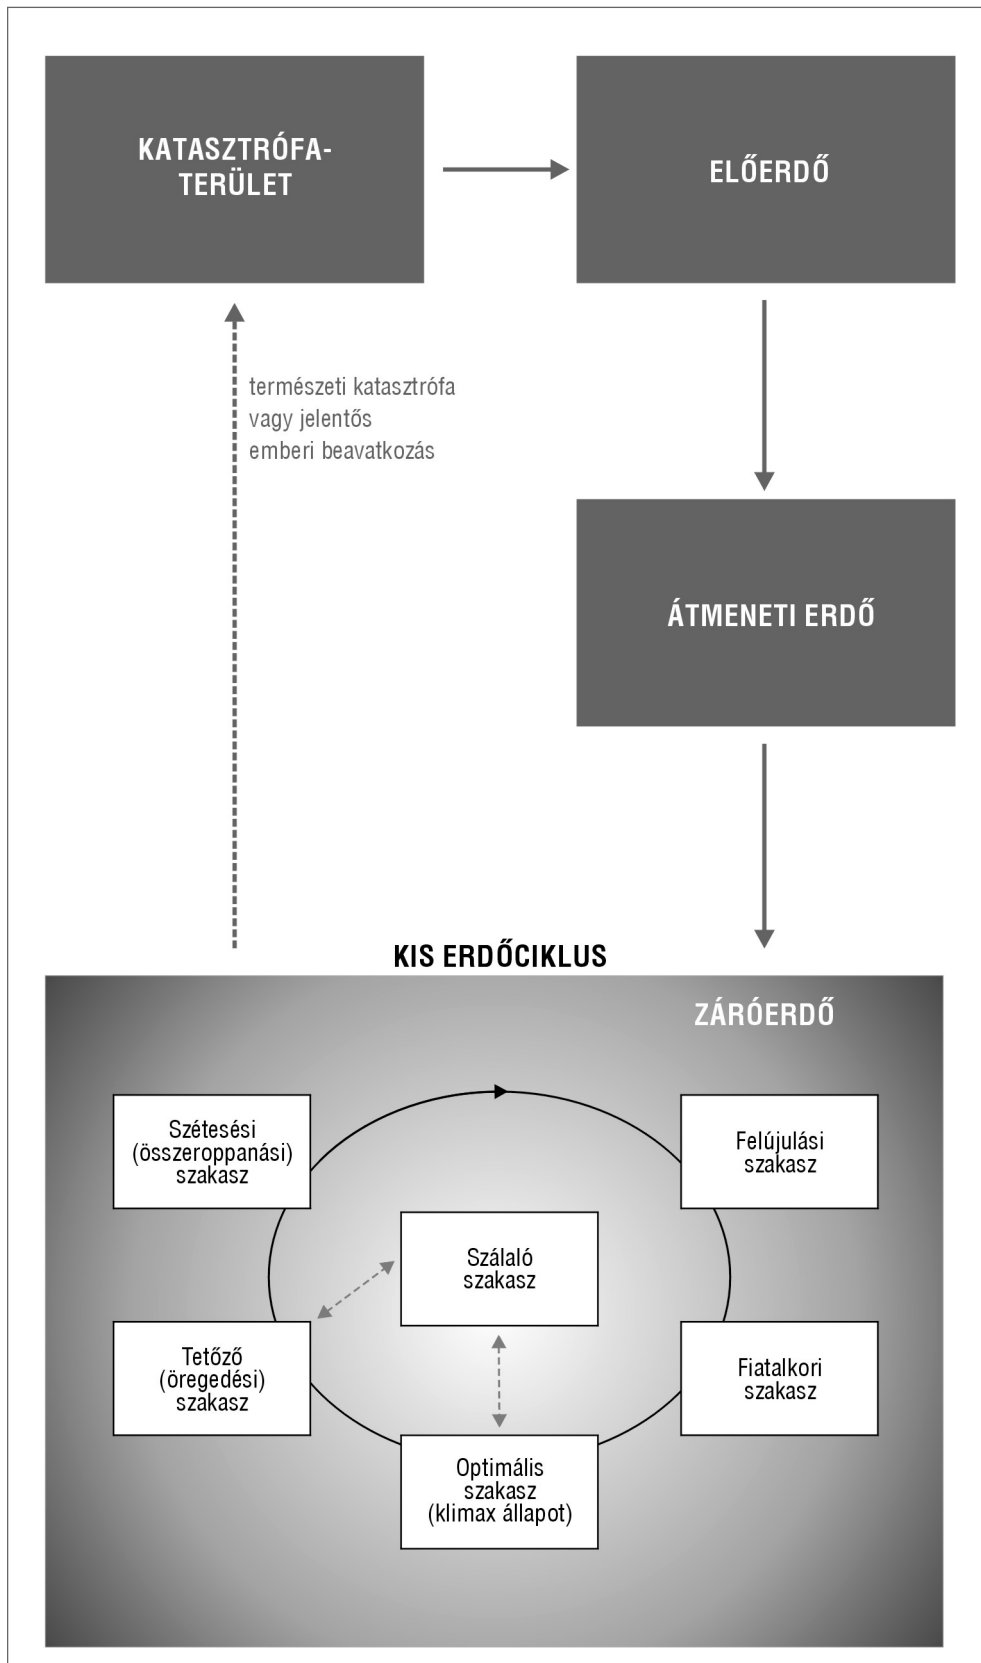 KATASZTRÓFA-
TERÜLET
ELŐERDŐ
természeti katasztrófa
vagy jelentős
emberi beavatkozás
ÁTMENETI ERDŐ
KIS ERDŐCIKLUS
ZÁRÓERDŐ
Szétesési
(összeroppanási)
szakasz
Felújulási
szakasz
Szálaló
szakasz
Tetőző
(öregedési)
szakasz
Fiatalkori
szakasz
Optimális
szakasz
(klimax állapot)